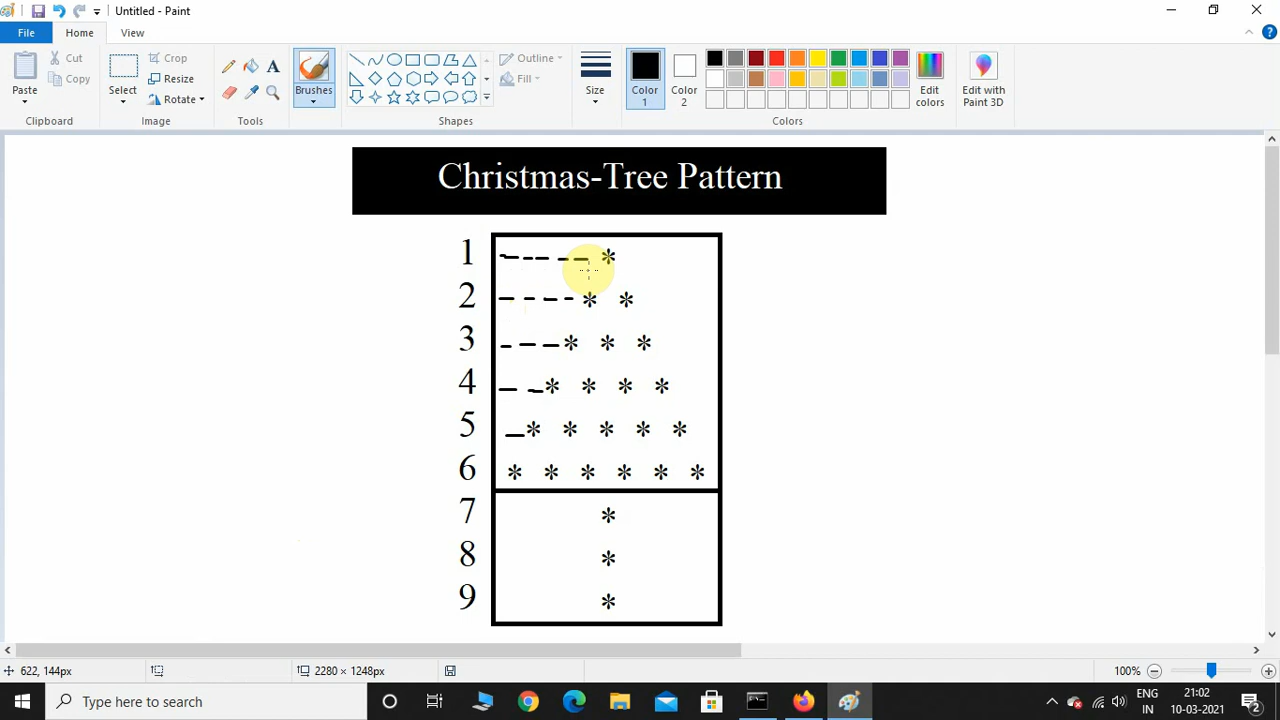 Untitled - Paint
File Home View
Paste
Cut
Copy
Clipboard
Select
Crop
Resize
Rotate
Image
A
Tools
Brushes
Outline
Fill
Shapes
Size
Color 1
Color 2
Edit colors
Colors
Edit with Paint 3D
Christmas-Tree Pattern
1 ----- *
2 ---- * *
3 --- * * *
4 -- * * * *
5 - * * * * *
6 * * * * * *
7 *
8 *
9 *
622, 144px
2280 × 1248px
100%
Type here to search
ENG
IN
21:02
10-03-2021
2